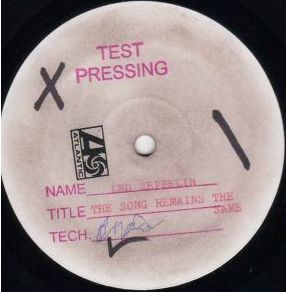 TEST
PRESSING
X
ATLANTIC
NAME LED ZEPPELIN
TITLE THE SONG REMAINS THE
SAME
TECH.